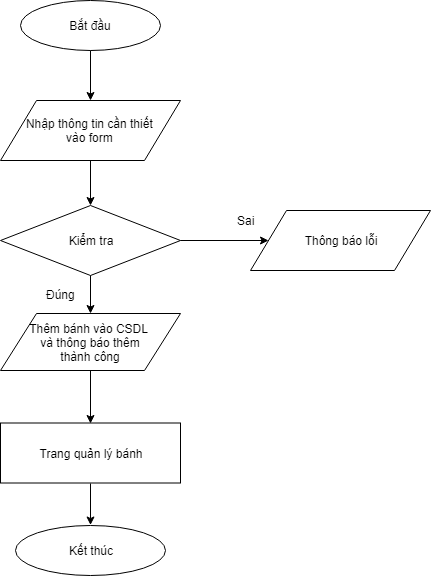 Bắt đầu
Nhập thông tin cần thiết
vào form
Kiểm tra
Sai
Thông báo lỗi
Đúng
Thêm bánh vào CSDL
và thông báo thêm
thành công
Trang quản lý bánh
Kết thúc